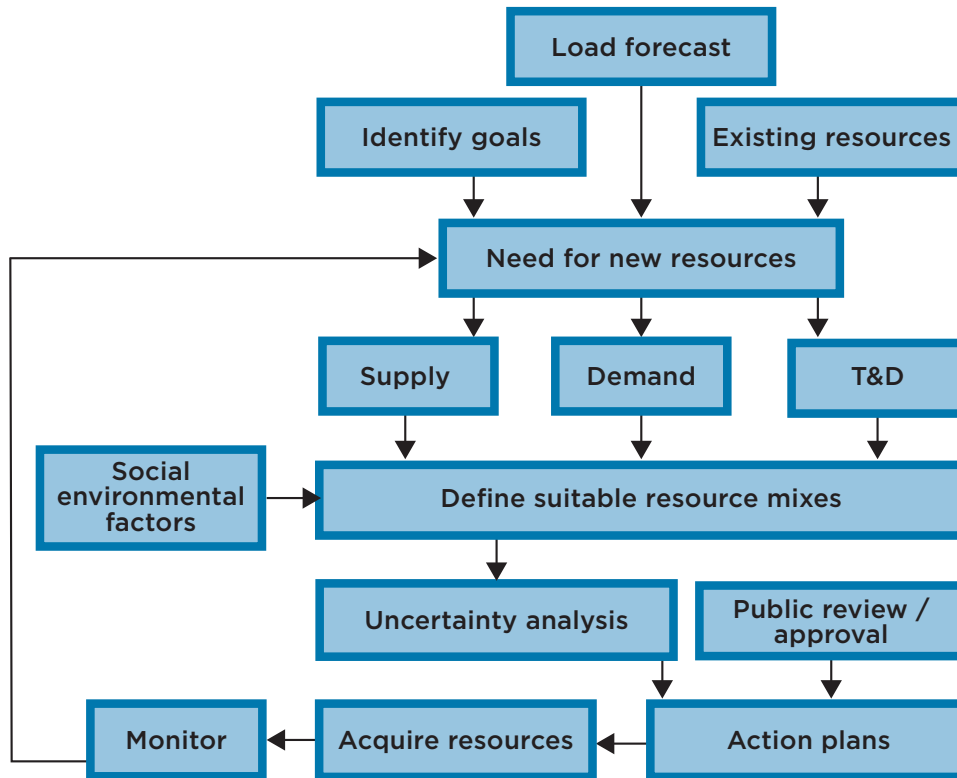 Load forecast
Identify goals
Existing resources
Need for new resources
Supply
Demand
T&D
Social
environmental
factors
Define suitable resource mixes
Uncertainty analysis
Public review /
approval
Monitor
Acquire resources
Action plans